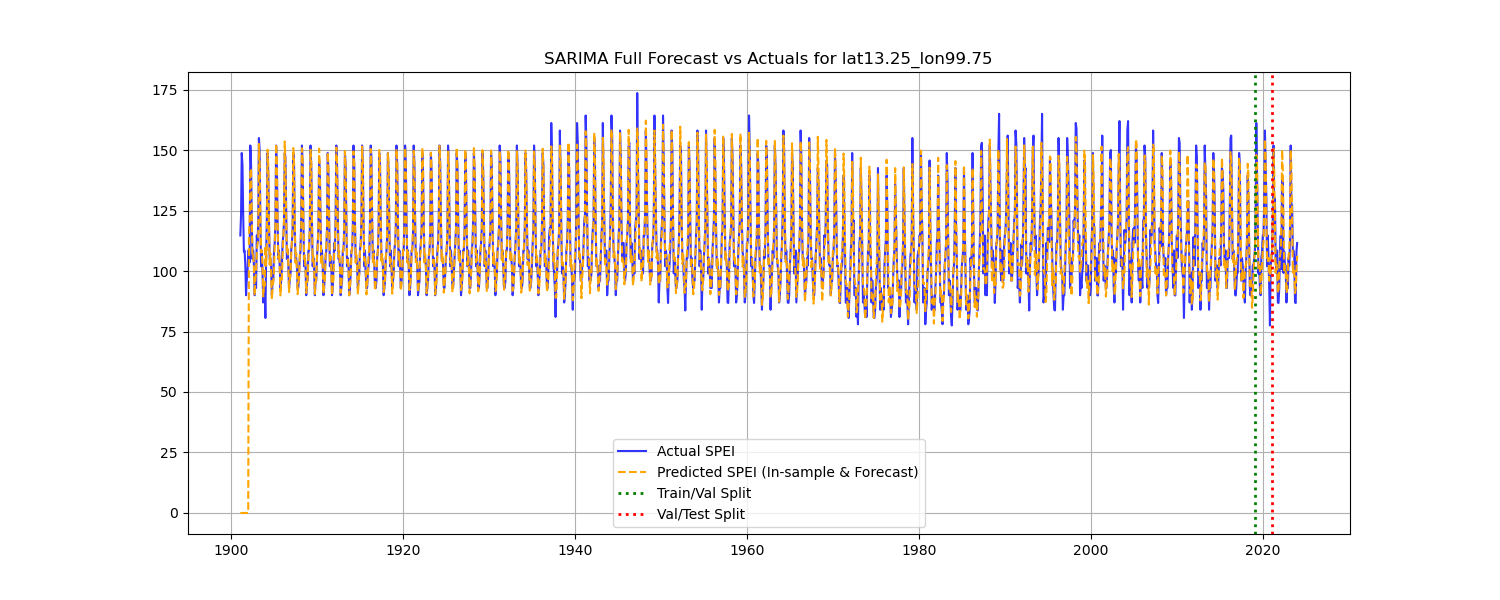 SARIMA Full Forecast vs Actuals for lat13.25_lon99.75
175
150
125
100
75
50
25
0
Actual SPEI
Predicted SPEI (In-sample & Forecast)
Train/Val Split
Val/Test Split
1900 1920 1940 1960 1980 2000 2020